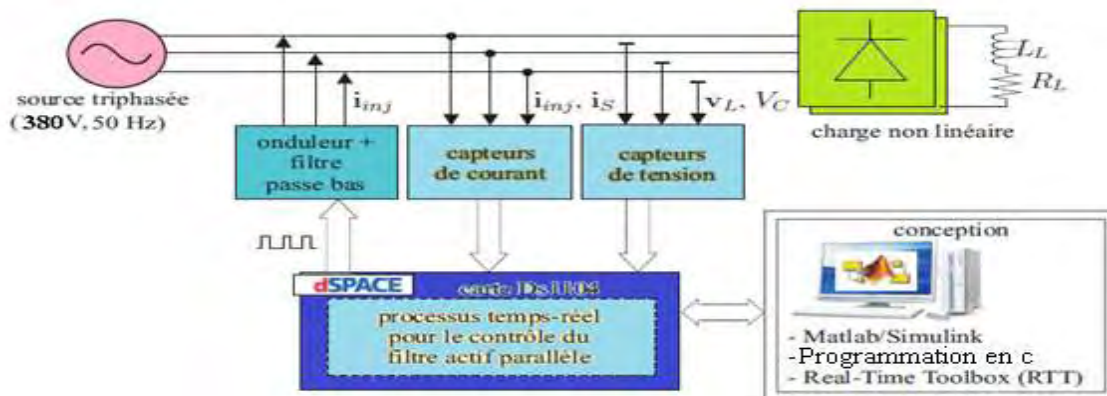 source triphasée
(380V, 50 Hz)
i_inj
i_inj, i_S
v_L, V_C
L_L
R_L
charge non linéaire
onduleur +
filtre
passe bas
capteurs
de courant
capteurs
de tension
dSPACE
carte Ds1104
processus temps-réel
pour le contrôle du
filtre actif parallèle
conception
- Matlab/Simulink
-Programmation en c
- Real-Time Toolbox (RTT)